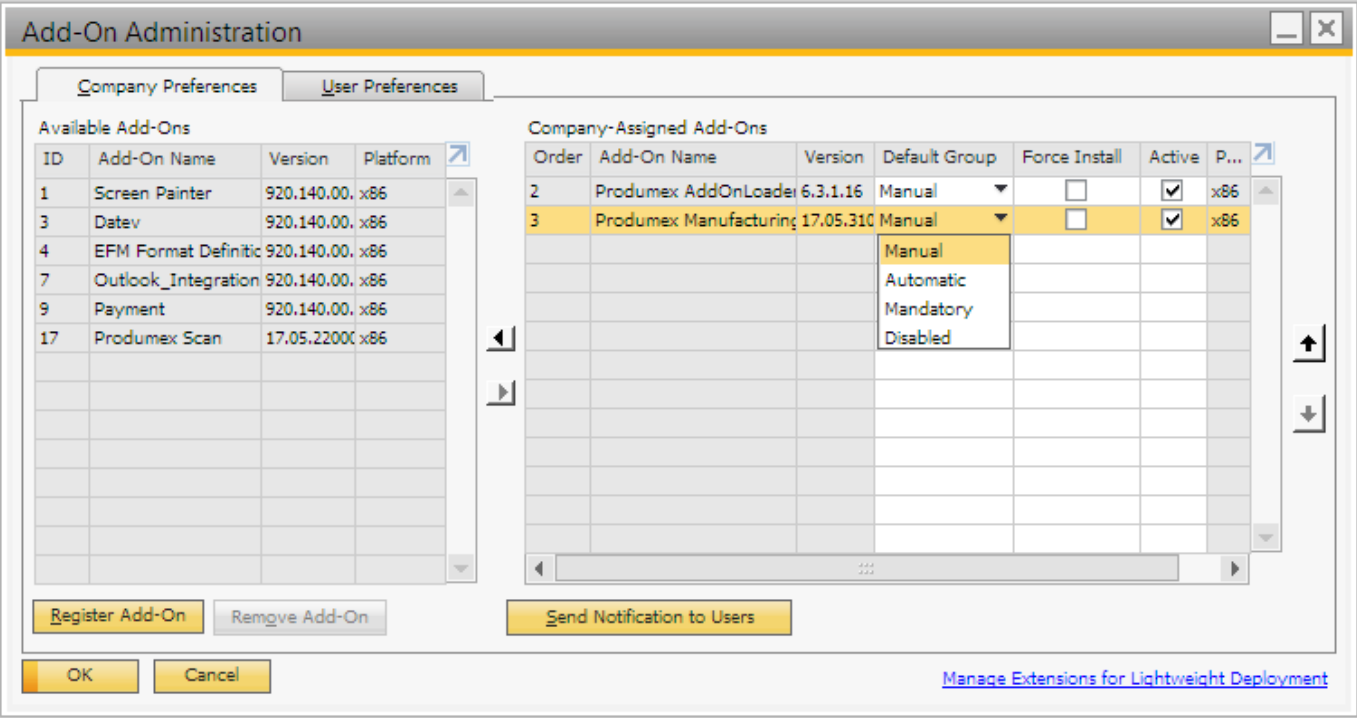 Add-On Administration
Company Preferences User Preferences
Available Add-Ons
ID Add-On Name Version Platform
1 Screen Painter 920.140.00. x86
3 Datev 920.140.00. x86
4 EFM Format Definitic 920.140.00. x86
7 Outlook_Integration 920.140.00. x86
9 Payment 920.140.00. x86
17 Produmex Scan 17.05.2200( x86
Company-Assigned Add-Ons
Order Add-On Name Version Default Group Force Install Active P...
2 Produmex AddOnLoader 6.3.1.16 Manual x86
3 Produmex Manufacturing 17.05.310 Manual x86
Manual
Automatic
Mandatory
Disabled
Register Add-On Remove Add-On Send Notification to Users
OK Cancel Manage Extensions for Lightweight Deployment